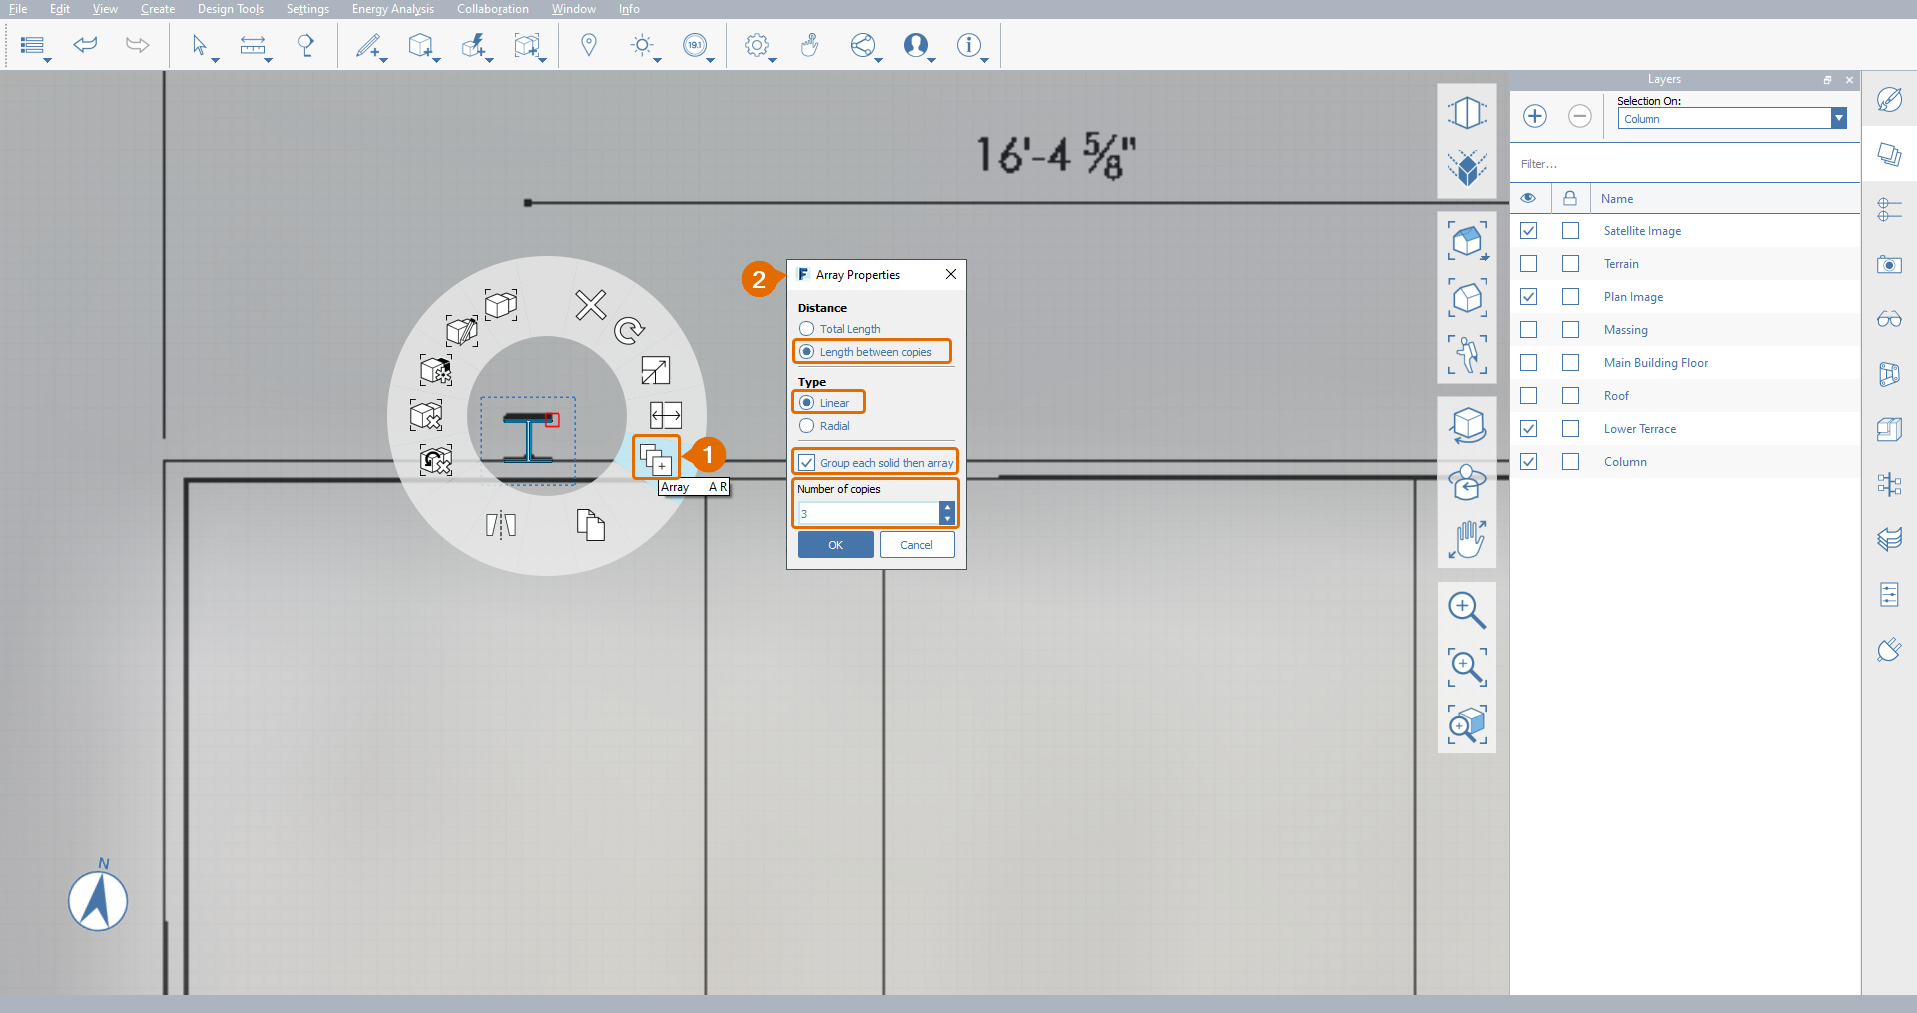 File Edit View Create Design Tools Settings Energy Analysis Collaboration Window Info
19.1
Layers
Selection On:
Column
Filter...
Name
Satellite Image
Terrain
Plan Image
Massing
Main Building Floor
Roof
Lower Terrace
Column
16'-4 5/8"
2
F Array Properties
Distance
Total Length
Length between copies
Type
Linear
Radial
Group each solid then array
Number of copies
3
OK Cancel
1
Array A R
N